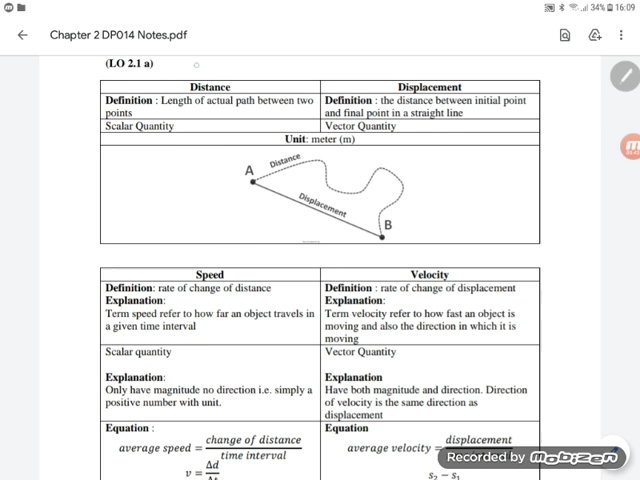 34% 16:09
Chapter 2 DP014 Notes.pdf
(LO 2.1 a)
Distance Displacement
Definition : Length of actual path between two points
Definition : the distance between initial point and final point in a straight line
Scalar Quantity Vector Quantity
Unit: meter (m)
A
Distance
Displacement
B
Speed Velocity
Definition: rate of change of distance
Explanation:
Term speed refer to how far an object travels in
a given time interval
Definition : rate of change of displacement
Explanation:
Term velocity refer to how fast an object is
moving and also the direction in which it is
moving
Scalar quantity
Explanation:
Only have magnitude no direction i.e. simply a
positive number with unit.
Vector Quantity
Explanation
Have both magnitude and direction. Direction
of velocity is the same direction as
displacement
Equation :
average speed = change of distance / time interval
v = Δd
Equation
average velocity = displacement
s₂ − s₁
Recorded by Mobizen